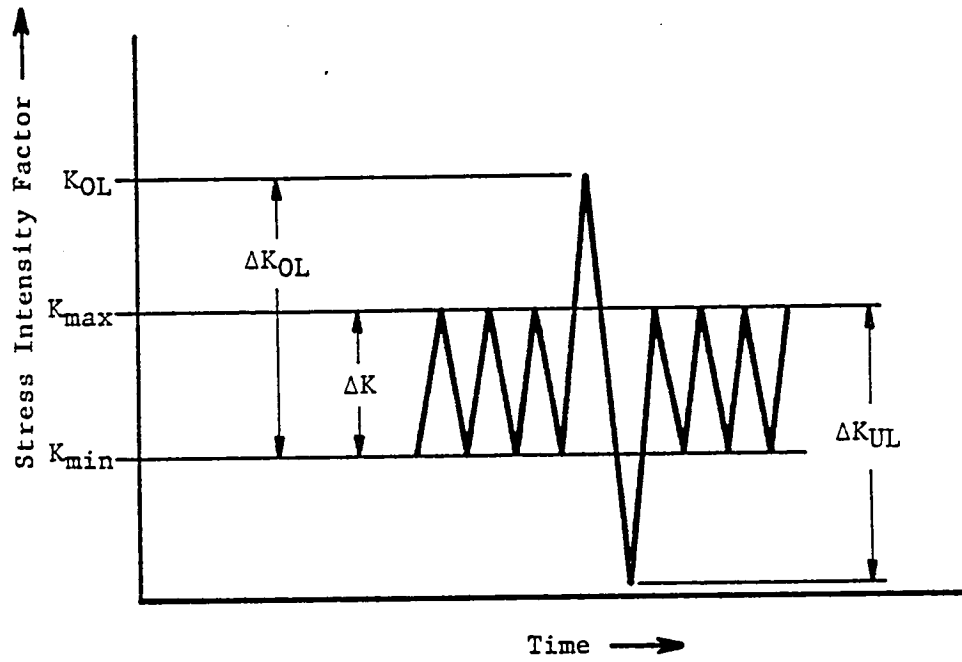 Stress Intensity Factor
K_OL
ΔK_OL
K_max
ΔK
ΔK_UL
K_min
Time